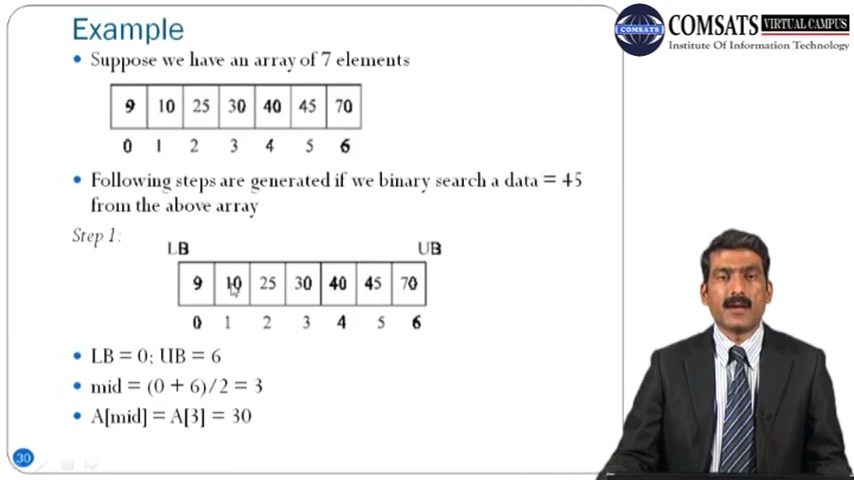 Example
COMSATS VIRTUAL CAMPUS
COMSATS
Institute Of Information Technology
• Suppose we have an array of 7 elements
9 10 25 30 40 45 70
0 1 2 3 4 5 6
• Following steps are generated if we binary search a data = 45
from the above array
Step 1:
LB UB
9 10 25 30 40 45 70
0 1 2 3 4 5 6
• LB = 0; UB = 6
• mid = (0 + 6)/2 = 3
• A[mid] = A[3] = 30
30